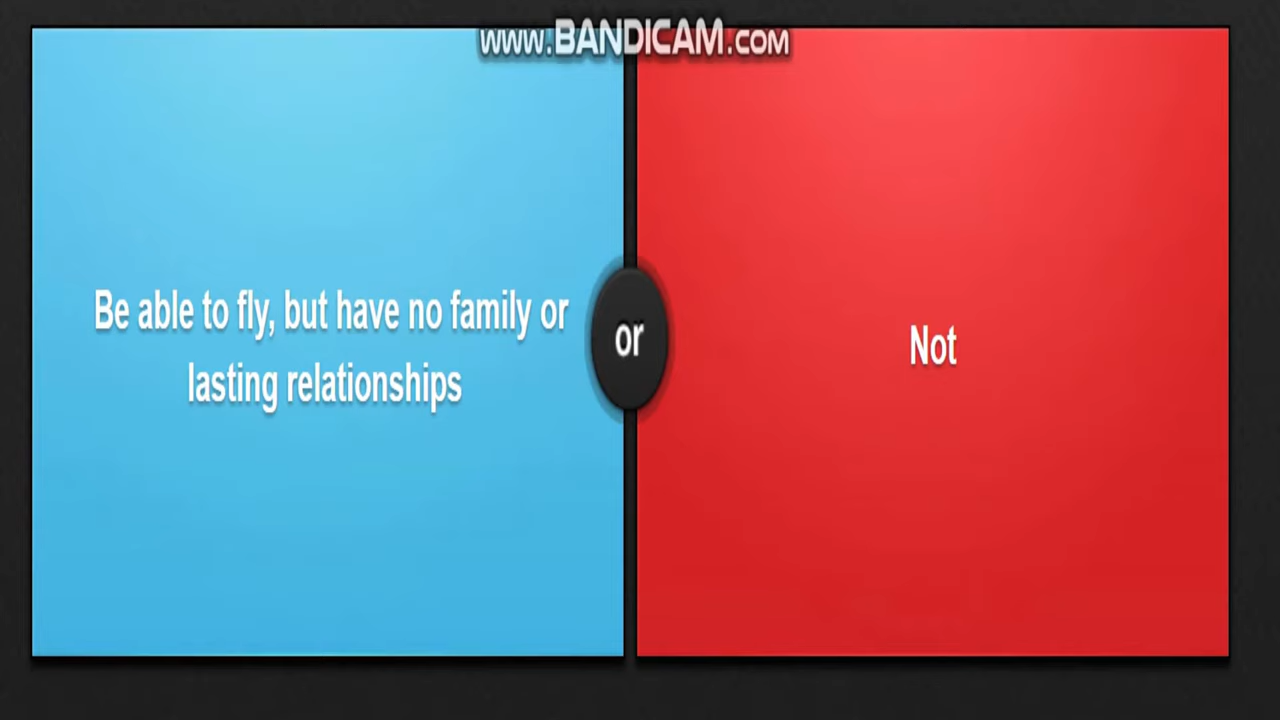 www.BANDICAM.com
Be able to fly, but have no family or
lasting relationships
or
Not